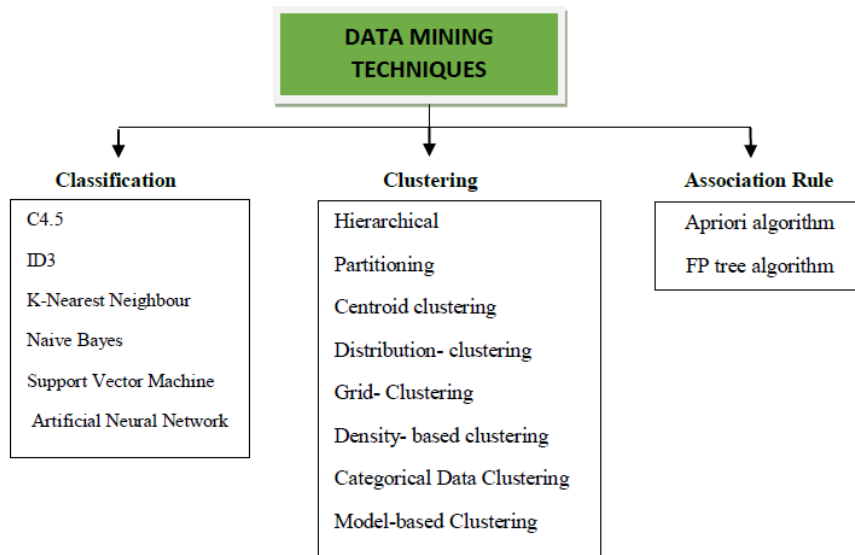 DATA MINING
TECHNIQUES
Classification
C4.5
ID3
K-Nearest Neighbour
Naive Bayes
Support Vector Machine
Artificial Neural Network
Clustering
Hierarchical
Partitioning
Centroid clustering
Distribution- clustering
Grid- Clustering
Density- based clustering
Categorical Data Clustering
Model-based Clustering
Association Rule
Apriori algorithm
FP tree algorithm